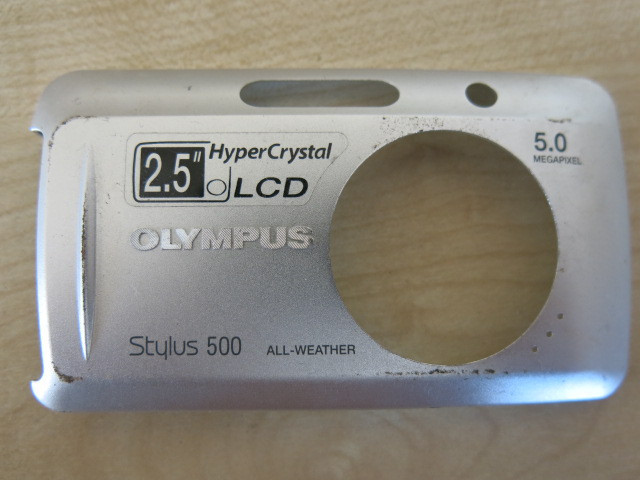 2.5" HyperCrystal
LCD
5.0
MEGAPIXEL
OLYMPUS
Stylus 500 ALL-WEATHER